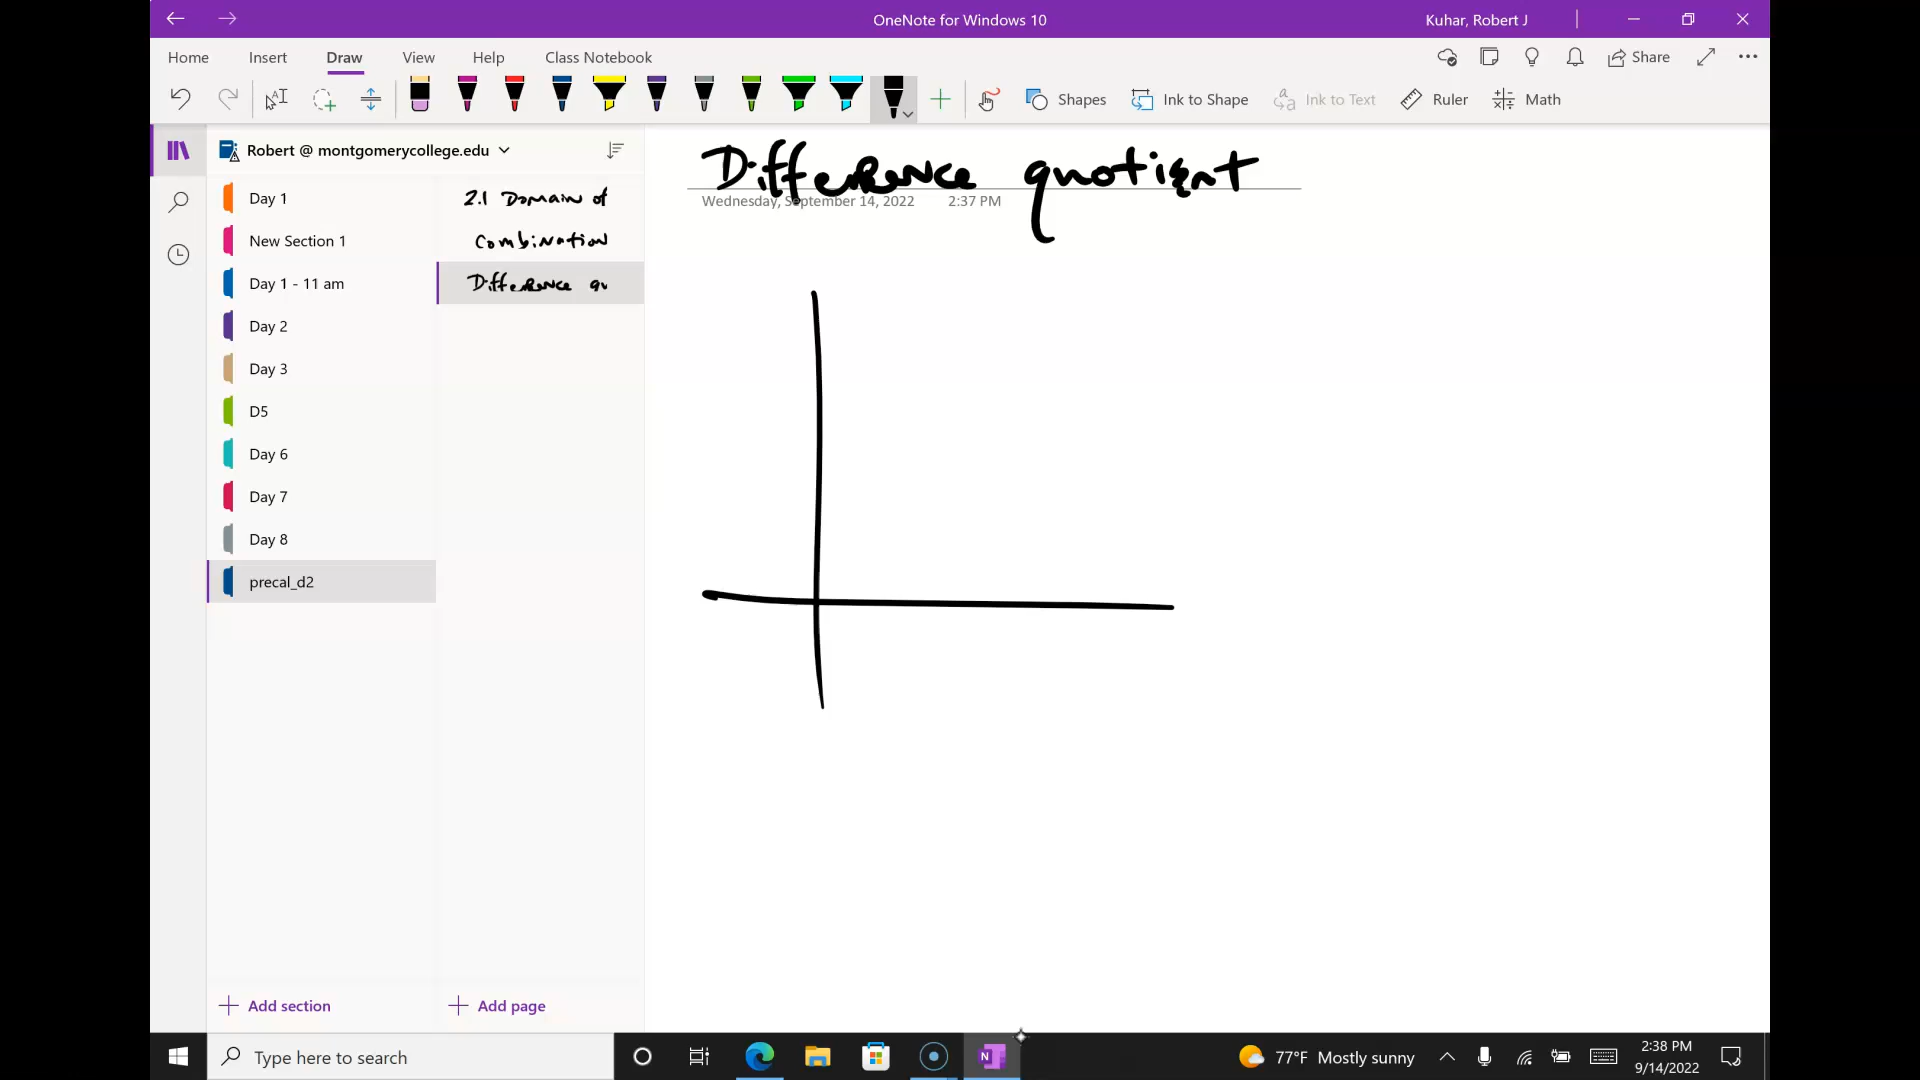 OneNote for Windows 10
Kuhar, Robert J
Home Insert Draw View Help Class Notebook
Share
Shapes Ink to Shape Ink to Text Ruler Math
Robert @ montgomerycollege.edu
Day 1
New Section 1
Day 1 - 11 am
Day 2
Day 3
D5
Day 6
Day 7
Day 8
precal_d2
Add section
2.1 Domain of
Combination
Difference qu
Add page
Difference quotient
Wednesday, September 14, 2022 2:37 PM
Type here to search
N
77°F Mostly sunny
2:38 PM
9/14/2022